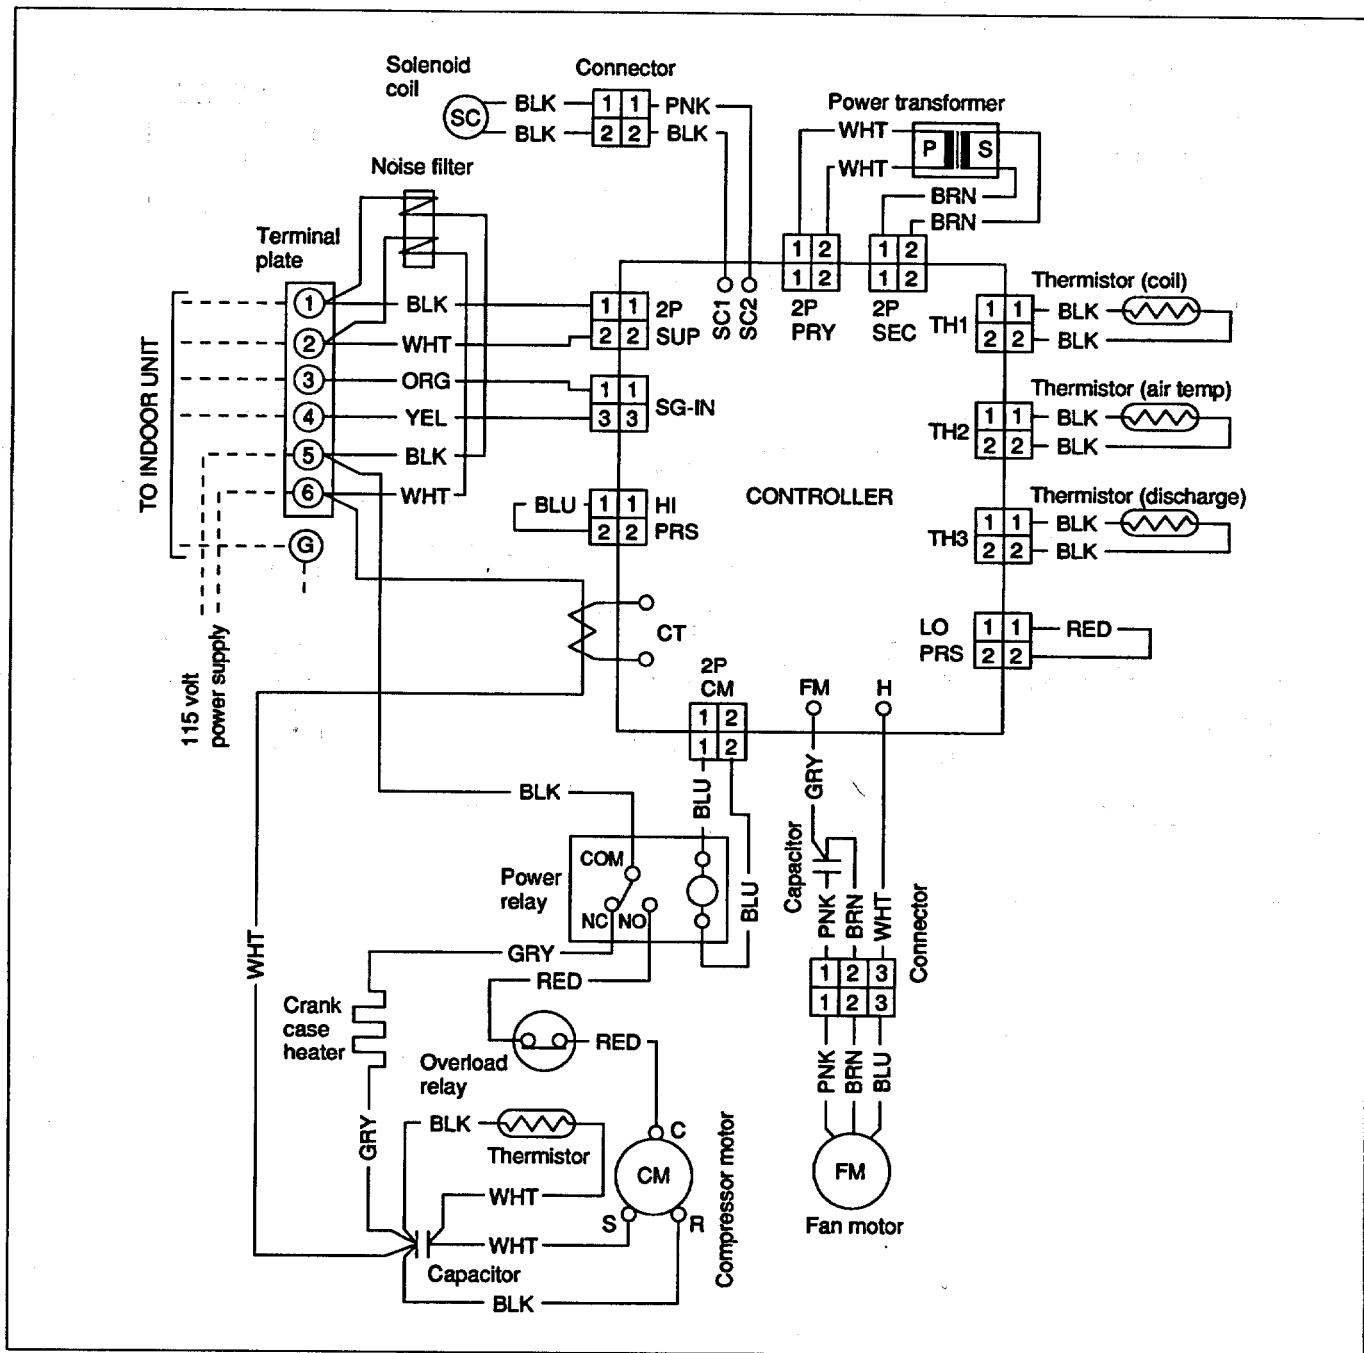 Solenoid
coil
Connector
SC
BLK
1 1
PNK
BLK
2 2
BLK
Power transformer
WHT
P S
WHT
BRN
BRN
Noise filter
Terminal
plate
TO INDOOR UNIT
1
BLK
1 1
2P
2
WHT
2 2
SUP
3
ORG
1 1
SG-IN
4
YEL
3 3
5
BLK
6
WHT
G
BLU
1 1
HI
2 2
PRS
SC1
SC2
1 2
1 2
2P
PRY
1 2
1 2
2P
SEC
Thermistor (coil)
TH1
1 1
BLK
2 2
BLK
Thermistor (air temp)
TH2
1 1
BLK
2 2
BLK
CONTROLLER
Thermistor (discharge)
TH3
1 1
BLK
2 2
BLK
LO
PRS
1 1
RED
2 2
CT
115 volt
power supply
2P
CM
1 2
1 2
FM
H
BLU
BLU
GRY
BLK
Power
relay
COM
NC
NO
Capacitor
PNK
BRN
WHT
Connector
1 2 3
1 2 3
PNK
BRN
BLU
FM
Fan motor
WHT
GRY
RED
Crank
case
heater
Overload
relay
RED
GRY
BLK
Thermistor
WHT
C
CM
S
R
Compressor motor
WHT
Capacitor
BLK